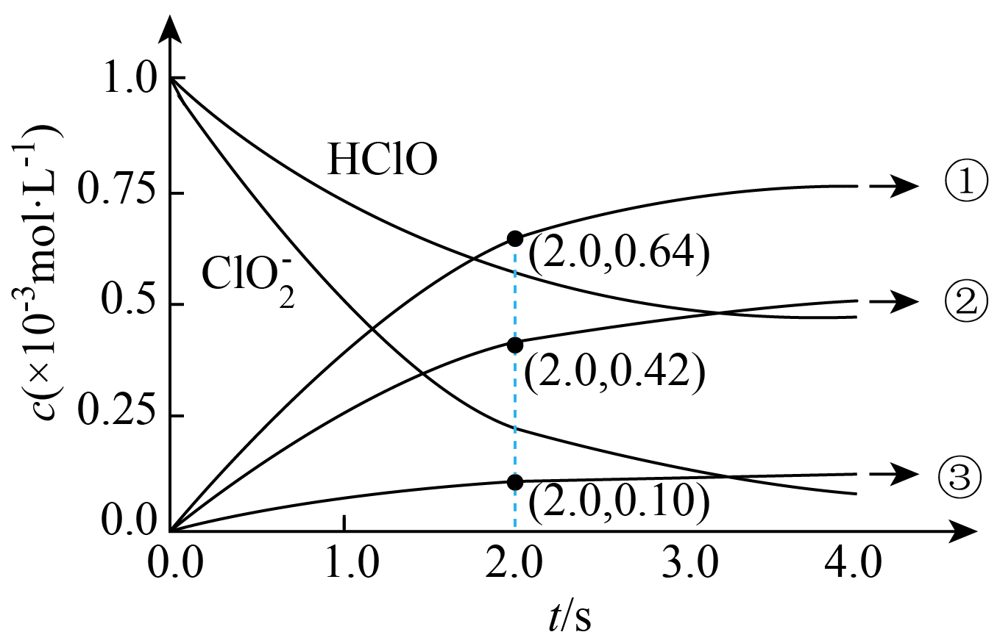 c(×10⁻³mol·L⁻¹)
1.0
0.75
0.5
0.25
0.0
HClO
ClO₂⁻
①
(2.0,0.64)
②
(2.0,0.42)
③
(2.0,0.10)
0.0 1.0 2.0 3.0 4.0
t/s